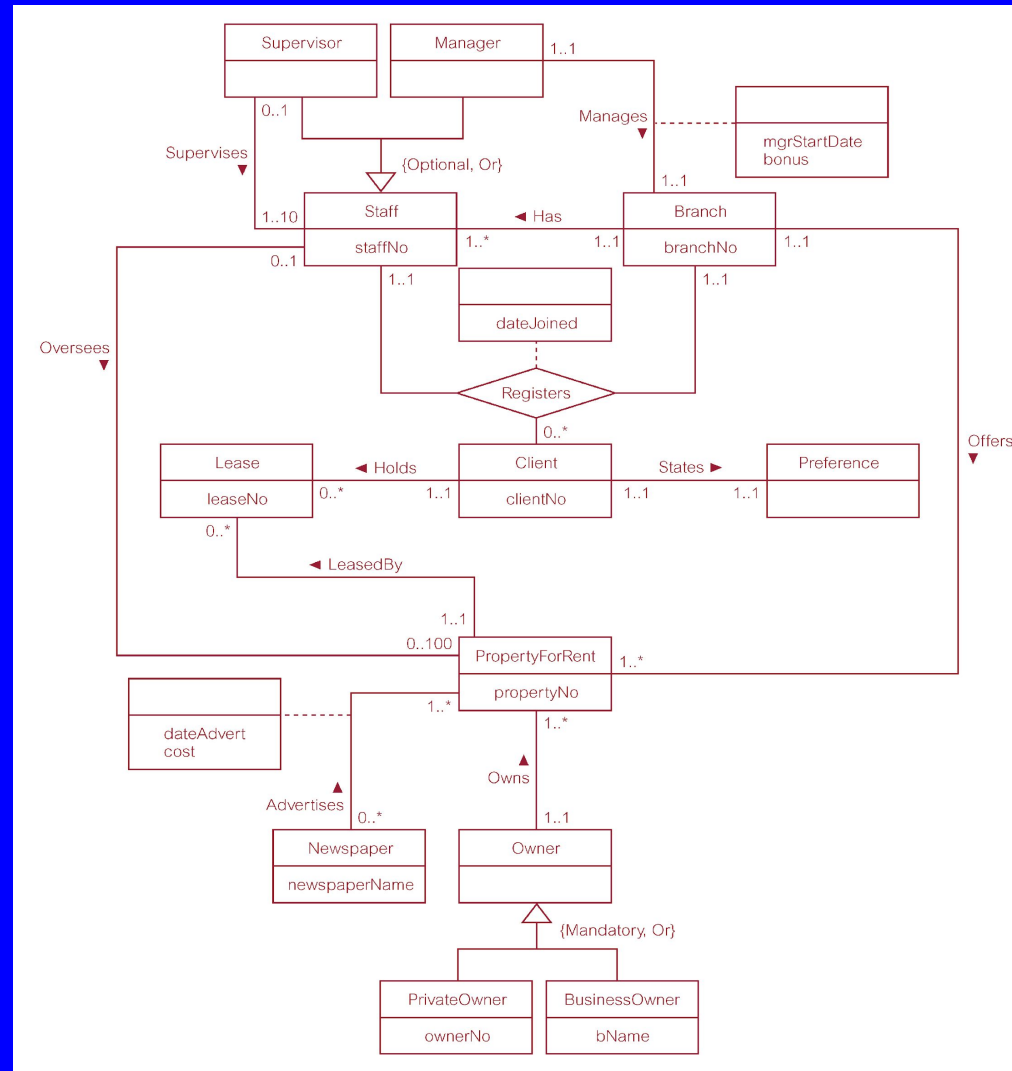 Supervisor
Manager
1..1
0..1
Manages
▼
mgrStartDate
bonus
Supervises
▼
{Optional, Or}
1..10
1..1
Staff
◄ Has
Branch
staffNo
1..*
1..1
branchNo
1..1
0..1
1..1
1..1
dateJoined
Oversees
▼
Registers
0..*
Offers
▼
Lease
◄ Holds
Client
States ►
Preference
leaseNo
0..*
1..1
clientNo
1..1
1..1
0..*
◄ LeasedBy
1..1
0..100
PropertyForRent
1..*
propertyNo
1..*
1..*
dateAdvert
cost
▲
Owns
▲
Advertises
0..*
1..1
Newspaper
Owner
newspaperName
{Mandatory, Or}
PrivateOwner
BusinessOwner
ownerNo
bName